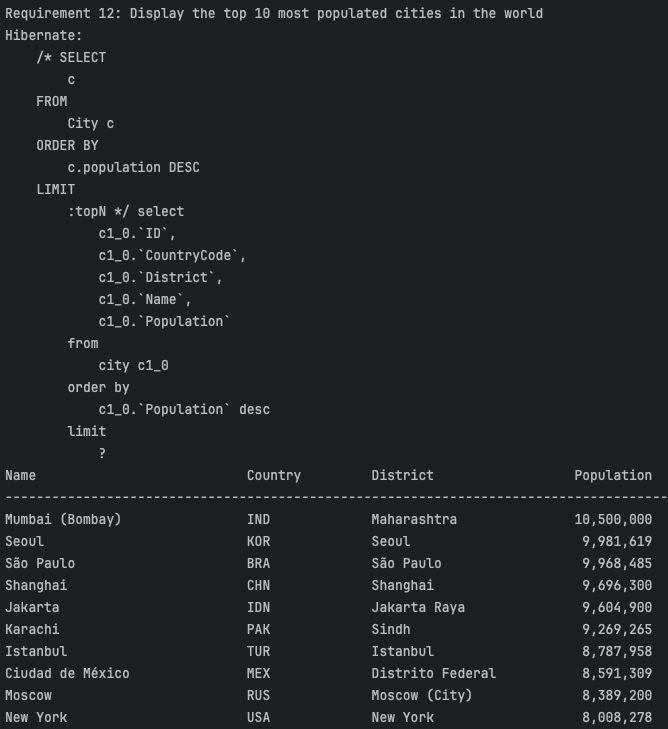 Requirement 12: Display the top 10 most populated cities in the world
Hibernate:
    /* SELECT
        c
    FROM
        City c
    ORDER BY
        c.population DESC
    LIMIT
        :topN */ select
            c1_0.`ID`,
            c1_0.`CountryCode`,
            c1_0.`District`,
            c1_0.`Name`,
            c1_0.`Population`
        from
            city c1_0
        order by
            c1_0.`Population` desc
        limit
            ?
Name                           Country         District                  Population
-------------------------------------------------------------------------------------
Mumbai (Bombay)                IND             Maharashtra               10,500,000
Seoul                          KOR             Seoul                      9,981,619
São Paulo                      BRA             São Paulo                  9,968,485
Shanghai                       CHN             Shanghai                   9,696,300
Jakarta                        IDN             Jakarta Raya               9,604,900
Karachi                        PAK             Sindh                      9,269,265
Istanbul                       TUR             Istanbul                   8,787,958
Ciudad de México               MEX             Distrito Federal           8,591,309
Moscow                         RUS             Moscow (City)              8,389,200
New York                       USA             New York                   8,008,278